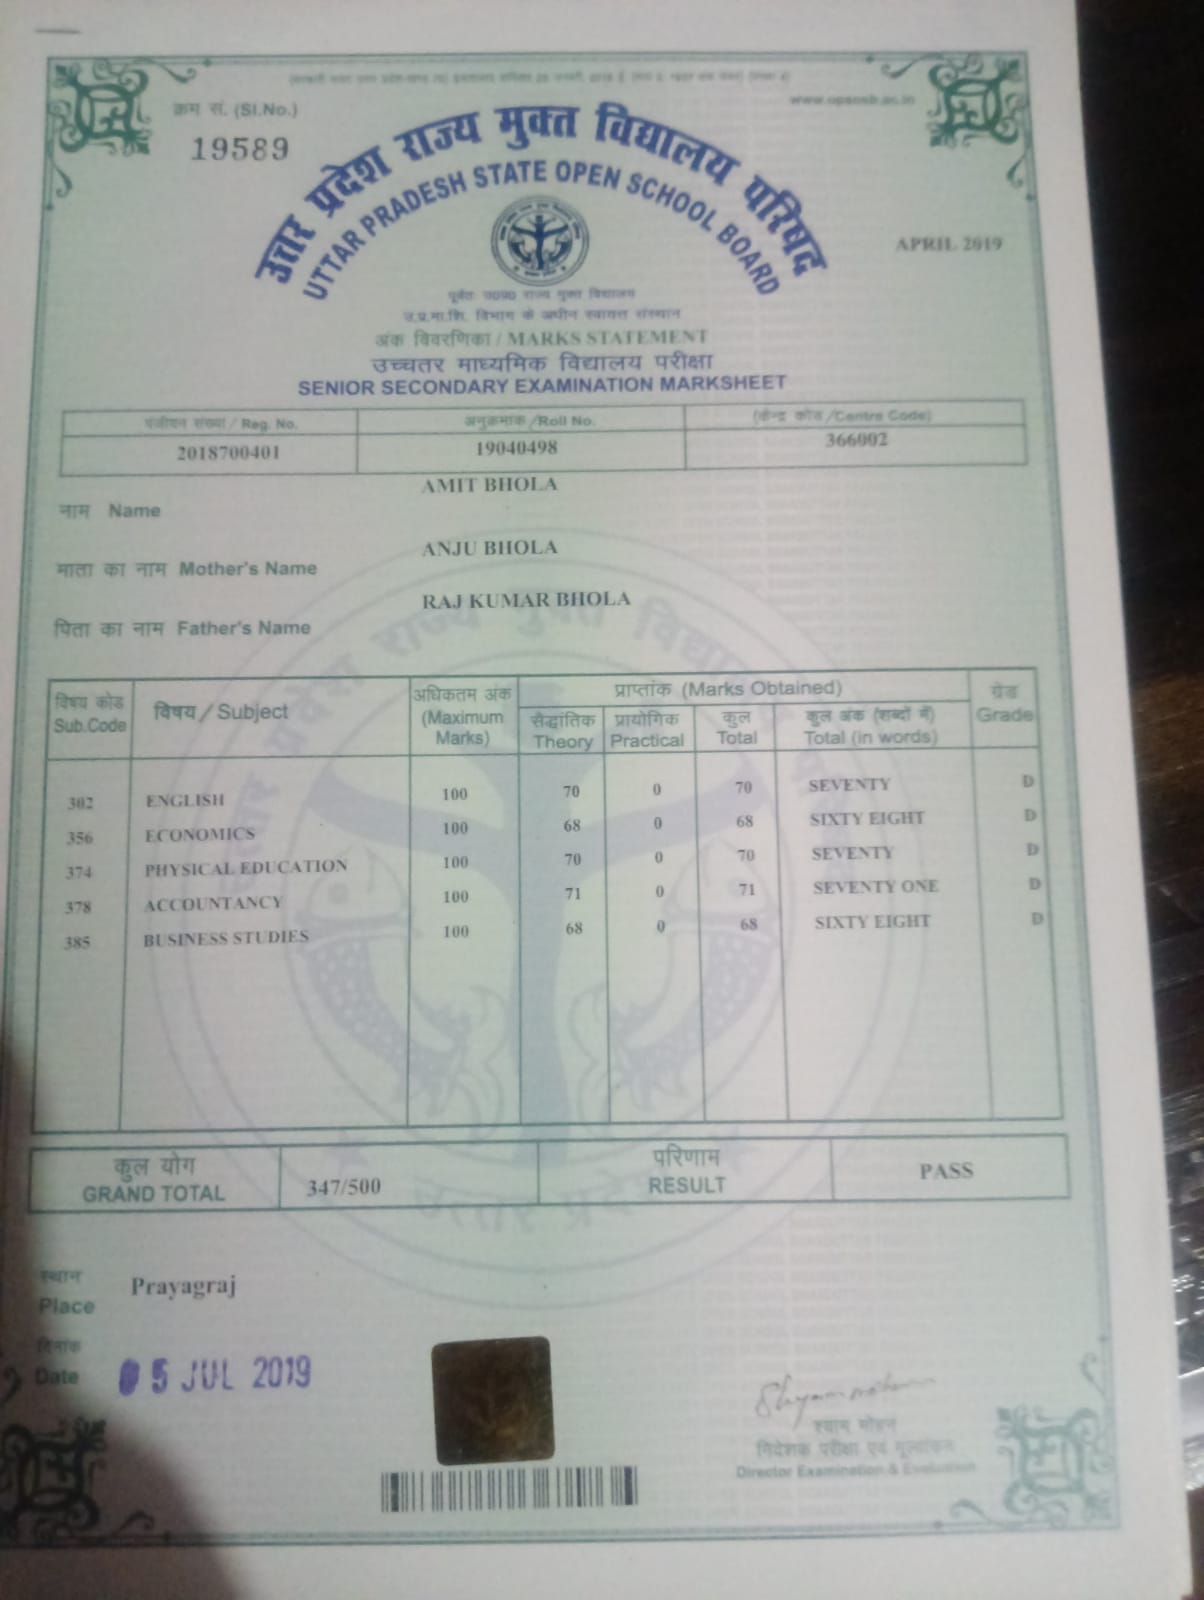 क्रम सं. (Sl.No.)
19589
www.upsosb.ac.in
उत्तर प्रदेश राज्य मुक्त विद्यालय परिषद
UTTAR PRADESH STATE OPEN SCHOOL BOARD
APRIL 2019
पूर्वतः उ0प्र0 राज्य मुक्त विद्यालय
उ.प्र.मा.शि. विभाग के अधीन स्वायत्त संस्थान
अंक विवरणिका / MARKS STATEMENT
उच्चतर माध्यमिक विद्यालय परीक्षा
SENIOR SECONDARY EXAMINATION MARKSHEET
पंजीयन संख्या / Reg. No. अनुक्रमांक /Roll No. (केन्द्र कोड /Centre Code)
2018700401 19040498 366002
AMIT BHOLA
नाम Name
ANJU BHOLA
माता का नाम Mother's Name
RAJ KUMAR BHOLA
पिता का नाम Father's Name
विषय कोड Sub.Code विषय / Subject अधिकतम अंक (Maximum Marks) प्राप्तांक (Marks Obtained) ग्रेड Grade
सैद्धांतिक Theory प्रायोगिक Practical कुल Total कुल अंक (शब्दों में) Total (in words)
302 ENGLISH 100 70 0 70 SEVENTY D
356 ECONOMICS 100 68 0 68 SIXTY EIGHT D
374 PHYSICAL EDUCATION 100 70 0 70 SEVENTY D
378 ACCOUNTANCY 100 71 0 71 SEVENTY ONE D
385 BUSINESS STUDIES 100 68 0 68 SIXTY EIGHT D
कुल योग परिणाम
GRAND TOTAL 347/500 RESULT PASS
स्थान
Place Prayagraj
दिनांक
Date 05 JUL 2019
श्याम मोहन
निदेशक परीक्षा एवं मूल्यांकन
Director Examination & Evaluation